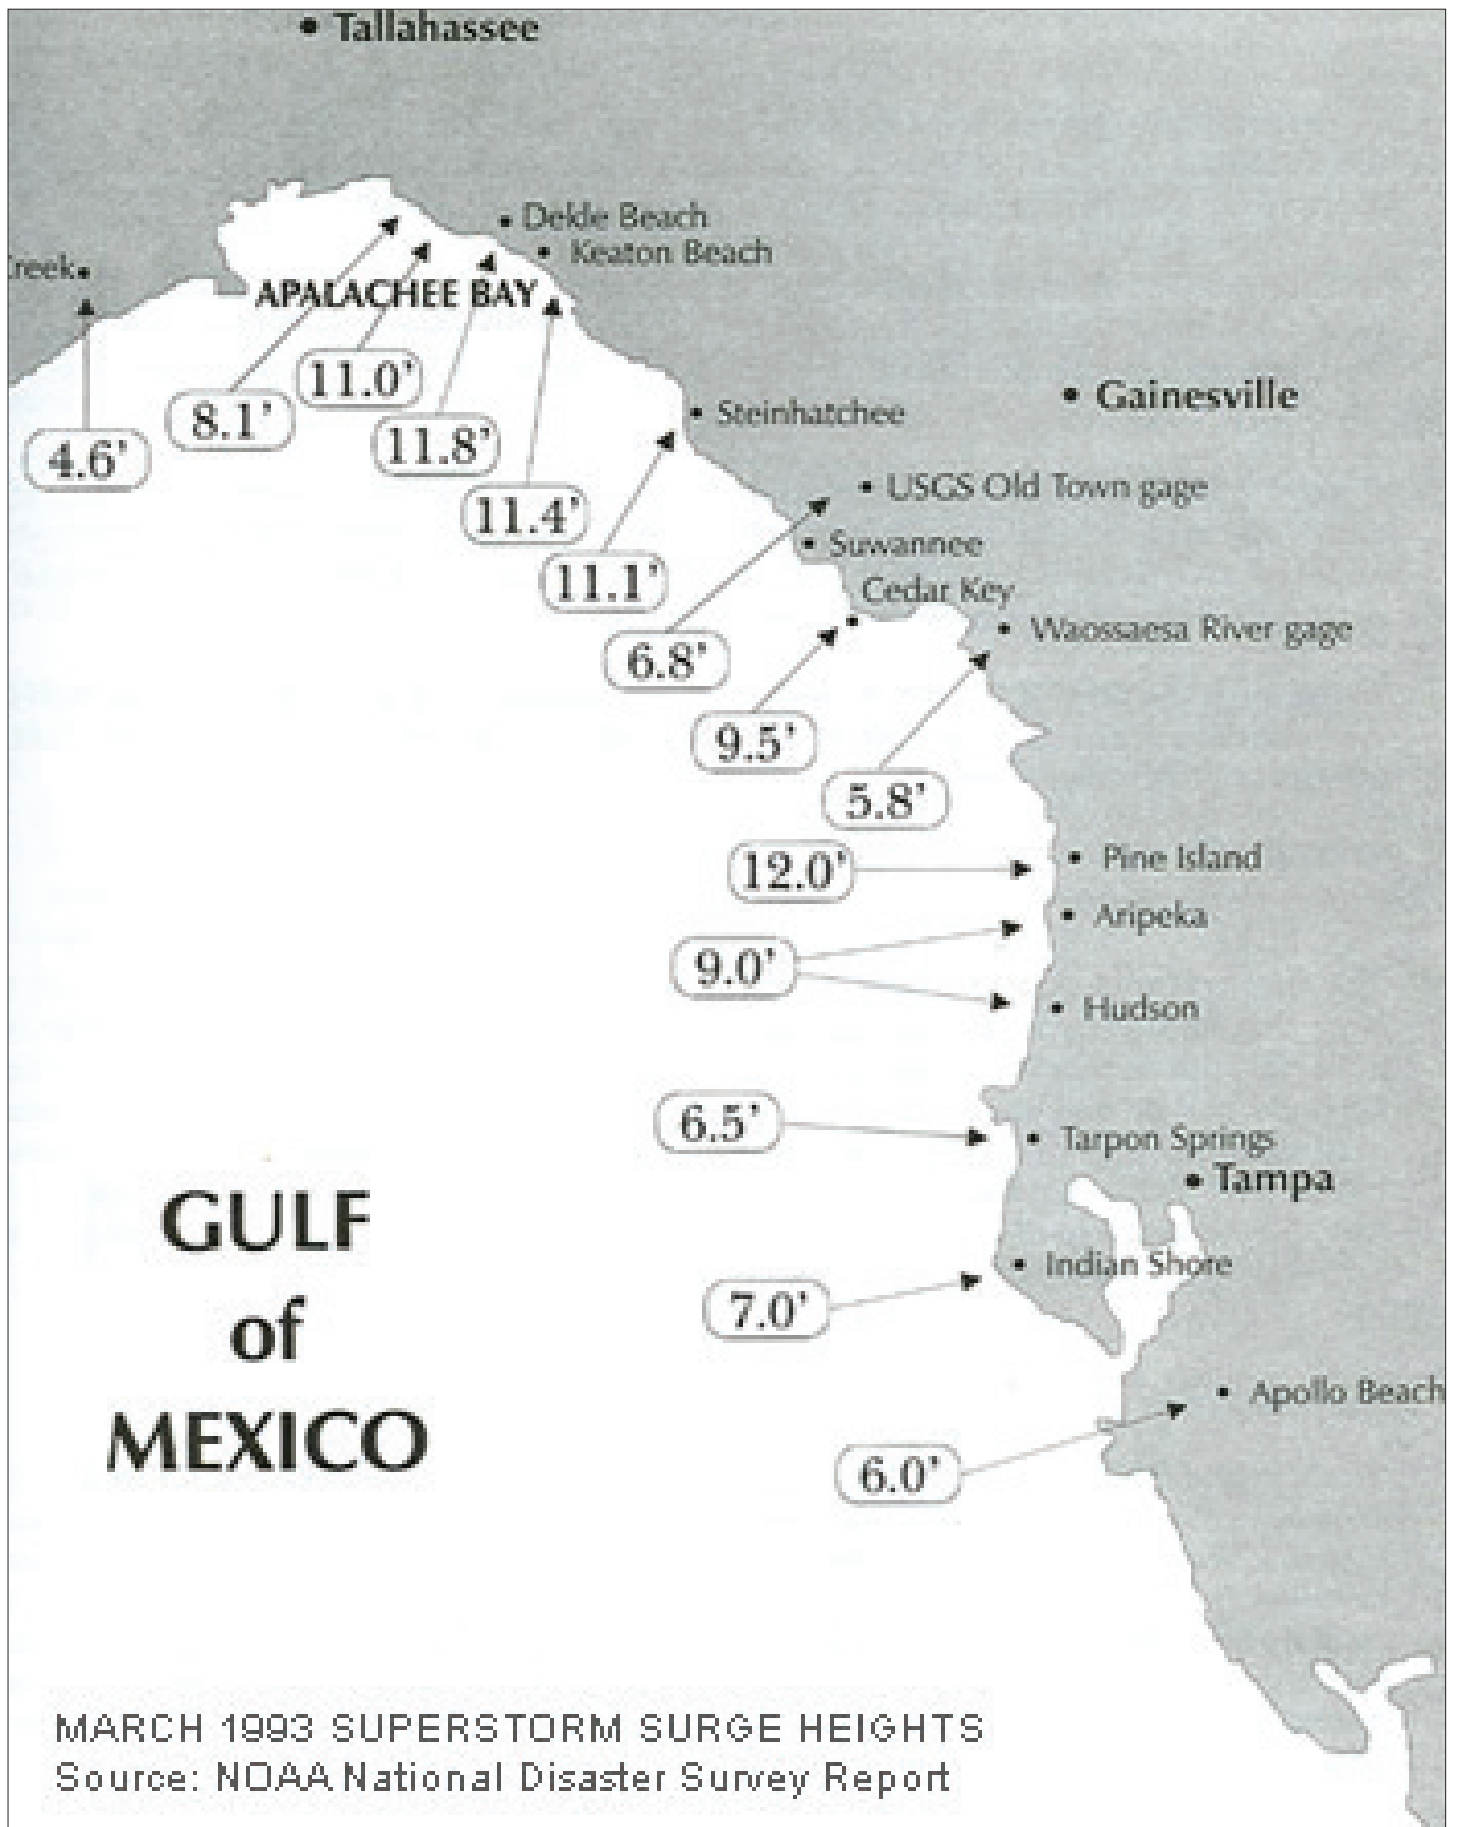 Tallahassee
Dekle Beach
Keaton Beach
Creek
APALACHEE BAY
11.0'
8.1'
11.8'
4.6'
11.4'
Steinhatchee
Gainesville
USGS Old Town gage
11.1'
Suwannee
Cedar Key
6.8'
Waossaesa River gage
9.5'
5.8'
12.0'
Pine Island
Aripeka
9.0'
Hudson
6.5'
Tarpon Springs
Tampa
GULF
of
MEXICO
Indian Shore
7.0'
Apollo Beach
6.0'
MARCH 1993 SUPERSTORM SURGE HEIGHTS
Source: NOAA National Disaster Survey Report